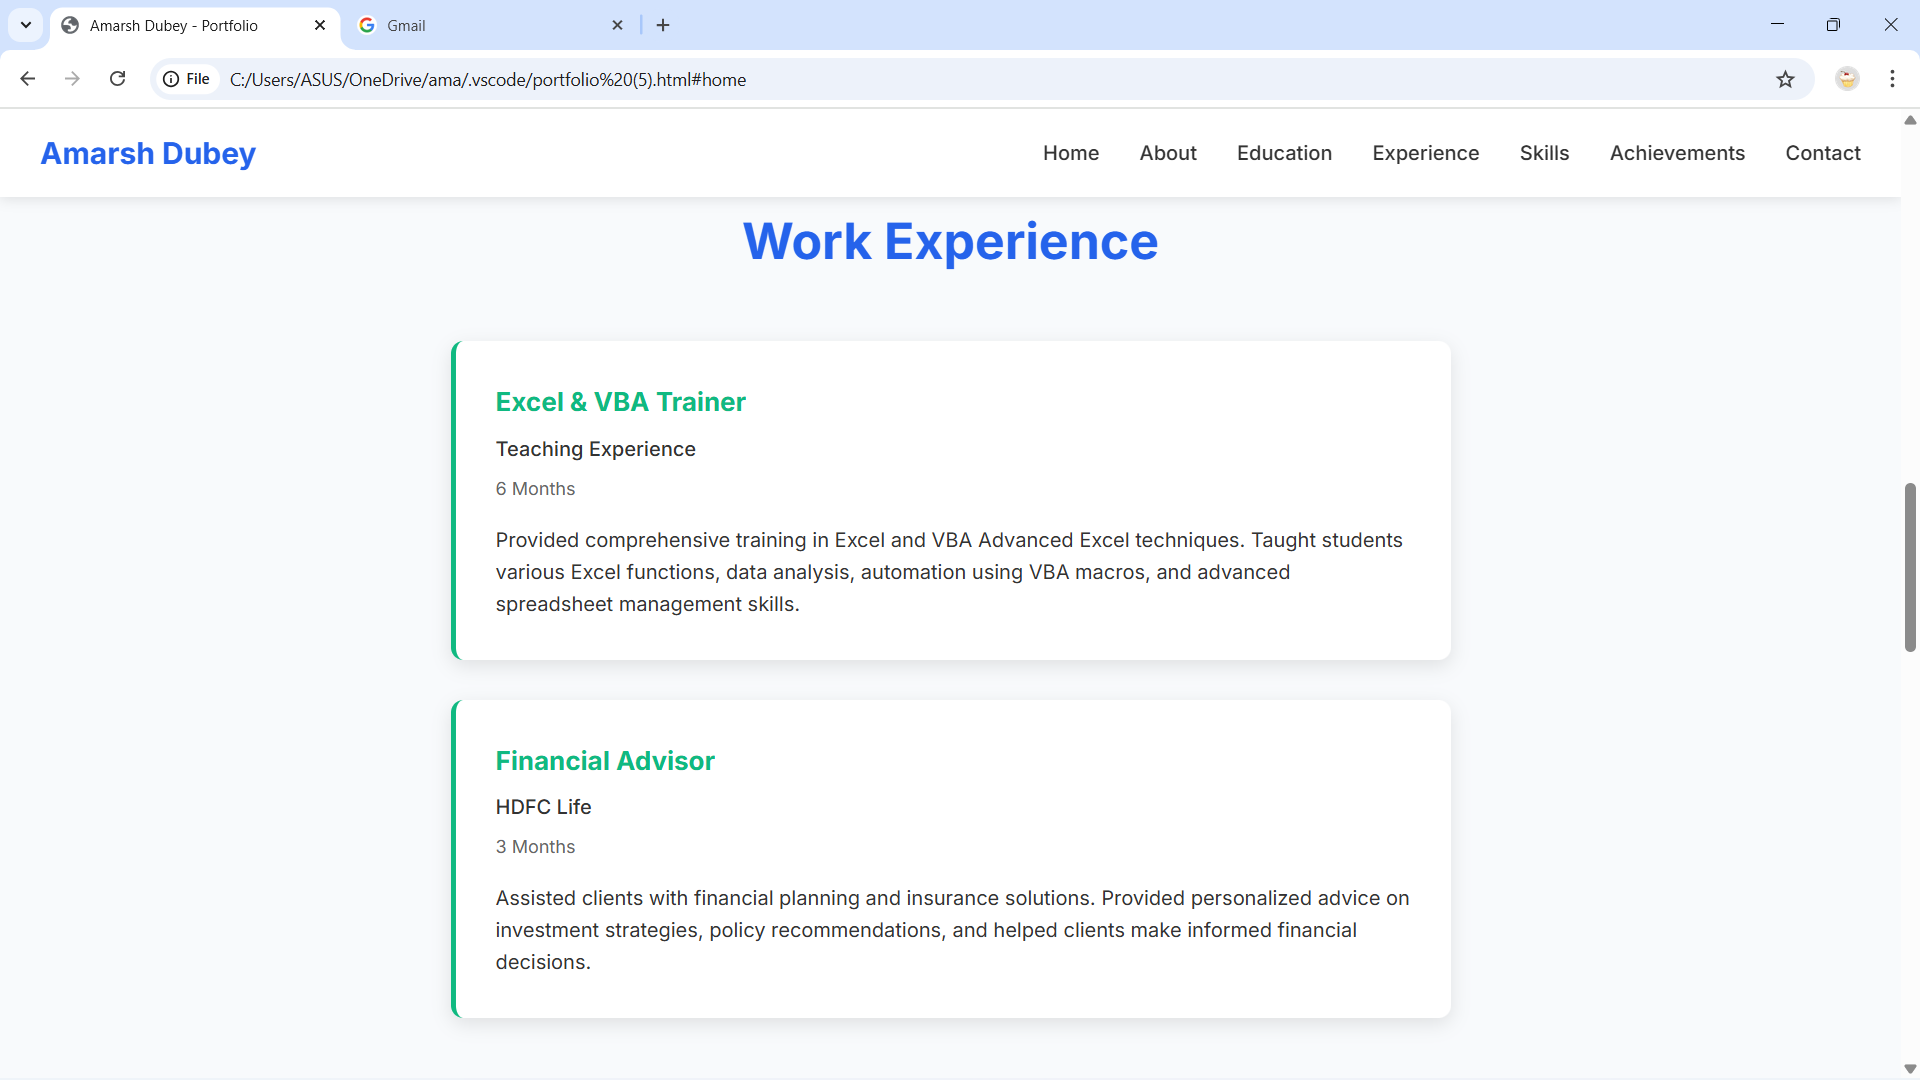 Amarsh Dubey - Portfolio
Gmail
File
C:/Users/ASUS/OneDrive/ama/.vscode/portfolio%20(5).html#home
Amarsh Dubey
Home About Education Experience Skills Achievements Contact
Work Experience
Excel & VBA Trainer
Teaching Experience
6 Months
Provided comprehensive training in Excel and VBA Advanced Excel techniques. Taught students
various Excel functions, data analysis, automation using VBA macros, and advanced
spreadsheet management skills.
Financial Advisor
HDFC Life
3 Months
Assisted clients with financial planning and insurance solutions. Provided personalized advice on
investment strategies, policy recommendations, and helped clients make informed financial
decisions.